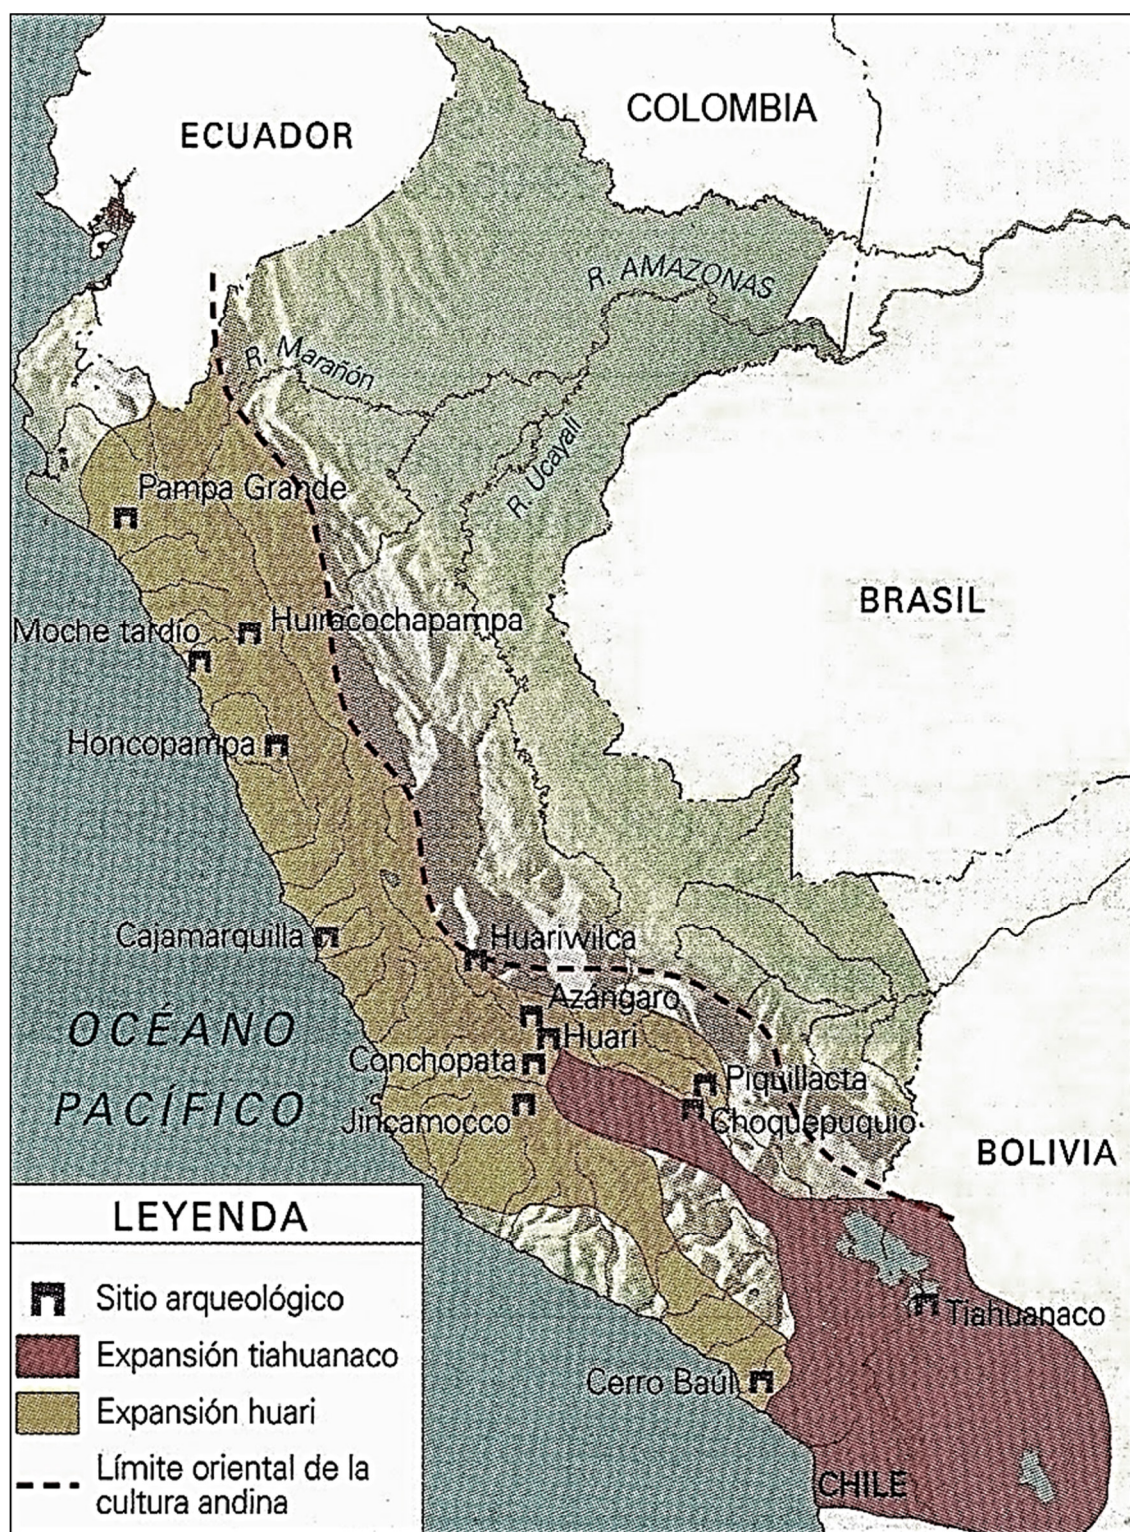 ECUADOR
COLOMBIA
R. AMAZONAS
R. Marañón
R. Ucayali
Pampa Grande
BRASIL
Moche tardío
Huiracochapampa
Honcopampa
Cajamarquilla
Huariwilca
Azángaro
OCÉANO
PACÍFICO
Huari
Conchopata
Piquillacta
Jincamocco
Choquepuquio
BOLIVIA
LEYENDA
Sitio arqueológico
Expansión tiahuanaco
Expansión huari
Límite oriental de la
cultura andina
Tiahuanaco
Cerro Baúl
CHILE